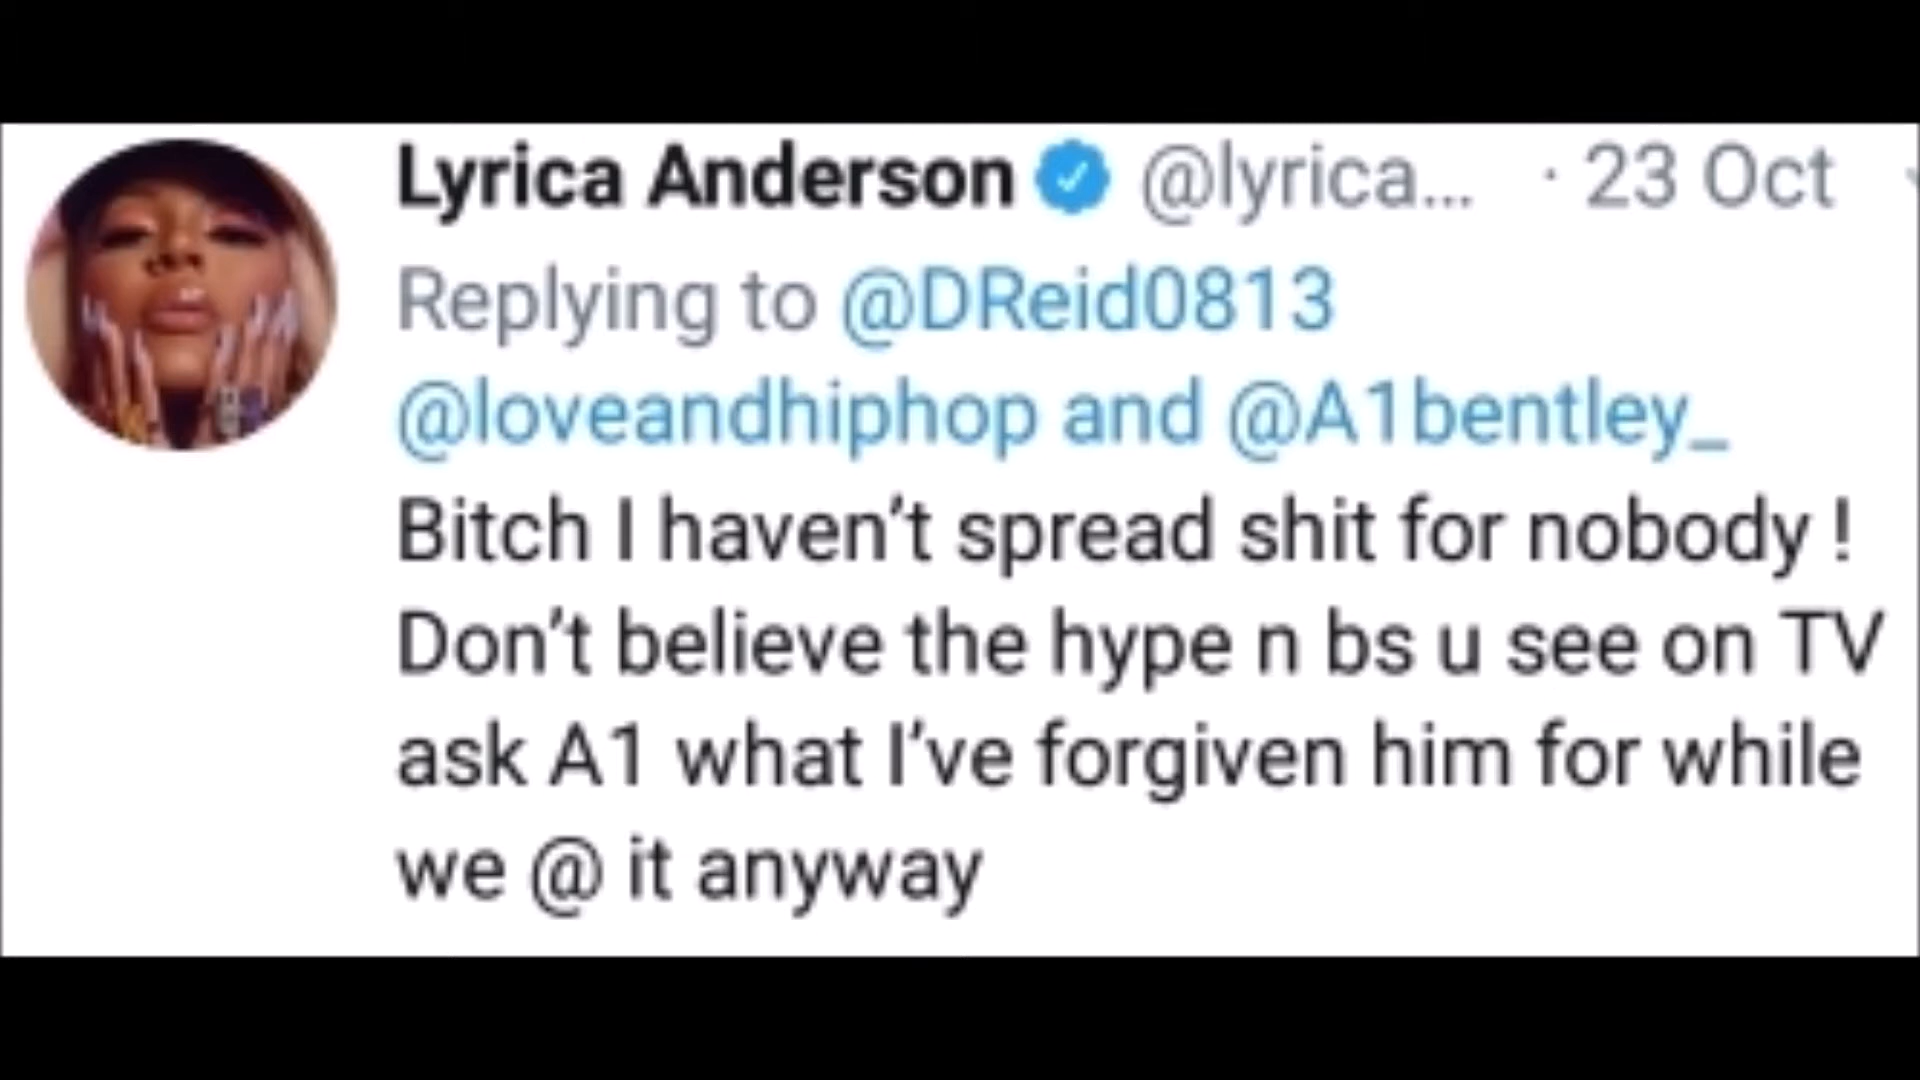 Lyrica Anderson @lyrica... · 23 Oct
Replying to @DReid0813
@loveandhiphop and @A1bentley_
Bitch I haven’t spread shit for nobody !
Don’t believe the hype n bs u see on TV
ask A1 what I’ve forgiven him for while
we @ it anyway